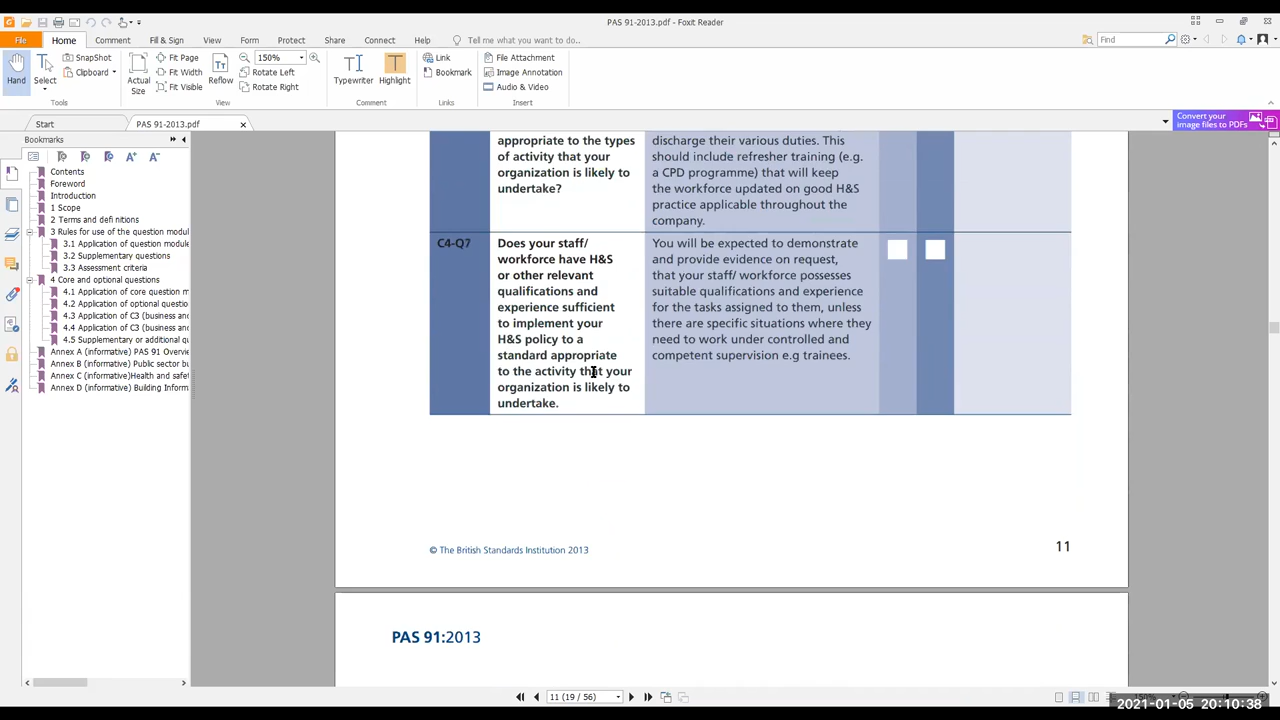 PAS 91-2013.pdf - Foxit Reader
File
Home
Comment
Fill & Sign
View
Form
Protect
Share
Connect
Help
Tell me what you want to do..
Find
Hand
Select
SnapShot
Clipboard
Tools
Actual
Size
Fit Page
Fit Width
Fit Visible
Reflow
150%
Rotate Left
Rotate Right
View
Typewriter
Highlight
Comment
Link
Bookmark
Links
File Attachment
Image Annotation
Audio & Video
Insert
Start
PAS 91-2013.pdf
Convert your
image files to PDFs
Bookmarks
Contents
Foreword
Introduction
1 Scope
2 Terms and defi nitions
3 Rules for use of the question modul
3.1 Application of question module
3.2 Supplementary questions
3.3 Assessment criteria
4 Core and optional questions
4.1 Application of core question m
4.2 Application of optional questio
4.3 Application of C3 (business anc
4.4 Application of C4 (business anc
4.5 Supplementary or additional qu
Annex A (informative) PAS 91 Overvie
Annex B (informative) Public sector bu
Annex C (informative)Health and safet
Annex D (informative) Building Inform
appropriate to the types
of activity that your
organization is likely to
undertake?
discharge their various duties. This
should include refresher training (e.g.
a CPD programme) that will keep
the workforce updated on good H&S
practice applicable throughout the
company.
C4-Q7
Does your staff/
workforce have H&S
or other relevant
qualifications and
experience sufficient
to implement your
H&S policy to a
standard appropriate
to the activity that your
organization is likely to
undertake.
You will be expected to demonstrate
and provide evidence on request,
that your staff/ workforce possesses
suitable qualifications and experience
for the tasks assigned to them, unless
there are specific situations where they
need to work under controlled and
competent supervision e.g trainees.
© The British Standards Institution 2013
11
PAS 91:2013
11 (19 / 56)
2021-01-05 20:10:38